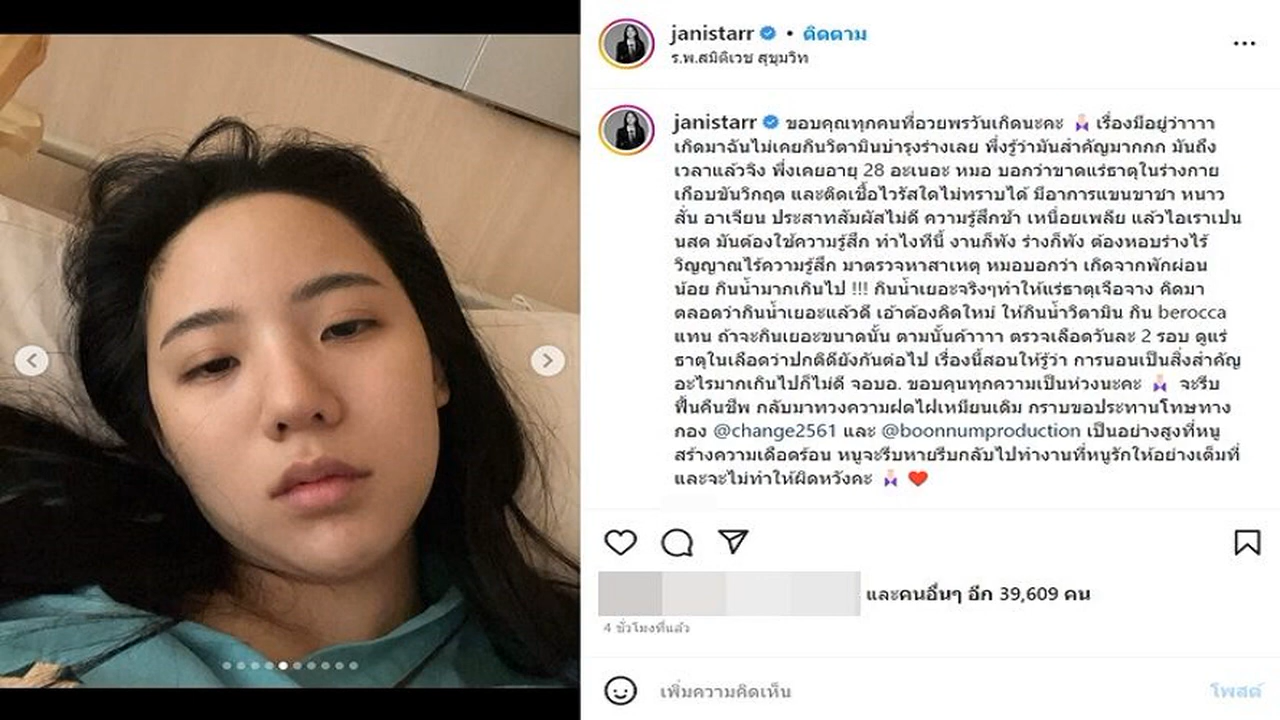 janistarr • ติดตาม
ร.พ.สมิติเวช สุขุมวิท
janistarr ขอบคุณทุกคนที่อวยพรวันเกิดนะคะ 🙇🏻‍♀️ เรื่องมีอยู่ว่าาาา
เกิดมาฉันไม่เคยกินวิตามินบำรุงร่างเลย พึ่งรู้ว่ามันสำคัญมากกก มันถึง
เวลาแล้วจิง พึ่งเคยอายุ 28 อะเนอะ หมอ บอกว่าขาดแร่ธาตุในร่างกาย
เกือบขันวิกฤต และติดเชื้อไวรัสใดไม่ทราบได้ มีอาการแขนขาชา หนาว
สั่น อาเจียน ประสาทสัมผัสไม่ดี ความรู้สึกช้า เหนื่อยเพลีย แล้วไอเราเปน
นสด มันต้องใช้ความรู้สึก ทำไงทีนี้ งานก็พัง ร่างก็พัง ต้องหอบร่างไร้
วิญญาณไร้ความรู้สึก มาตรวจหาสาเหตุ หมอบอกว่า เกิดจากพักผ่อน
น้อย กินน้ำมากเกินไป !!! กินน้ำเยอะจริงๆทำให้แร่ธาตุเจือจาง คิดมา
ตลอดว่ากินน้ำเยอะแล้วดี เอ้าต้องคิดใหม่ ให้กินน้ำวิตามิน กิน berocca
แทน ถ้าจะกินเยอะขนาดนั้น ตามนั้นค้าาาา ตรวจเลือดวันละ 2 รอบ ดูแร่
ธาตุในเลือดว่าปกติดียังกันต่อไป เรื่องนี้สอนให้รู้ว่า การนอนเป็นสิ่งสำคัญ
อะไรมากเกินไปก็ไม่ดี จอบอ. ขอบคุนทุกความเป็นห่วงนะคะ 🙇🏻‍♀️ จะรีบ
ฟื้นคืนชีพ กลับมาทวงความฝดไฝเหมียนเดิม กราบขอประทานโทษทาง
กอง @change2561 และ @boonnumproduction เป็นอย่างสูงที่หนู
สร้างความเดือดร้อน หนูจะรีบหายรีบกลับไปทำงานที่หนูรักให้อย่างเต็มที่
และจะไม่ทำให้ผิดหวังคะ 🙇🏻‍♀️ ❤️
และคนอื่นๆ อีก 39,609 คน
4 ชั่วโมงที่แล้ว
เพิ่มความคิดเห็น
โพสต์